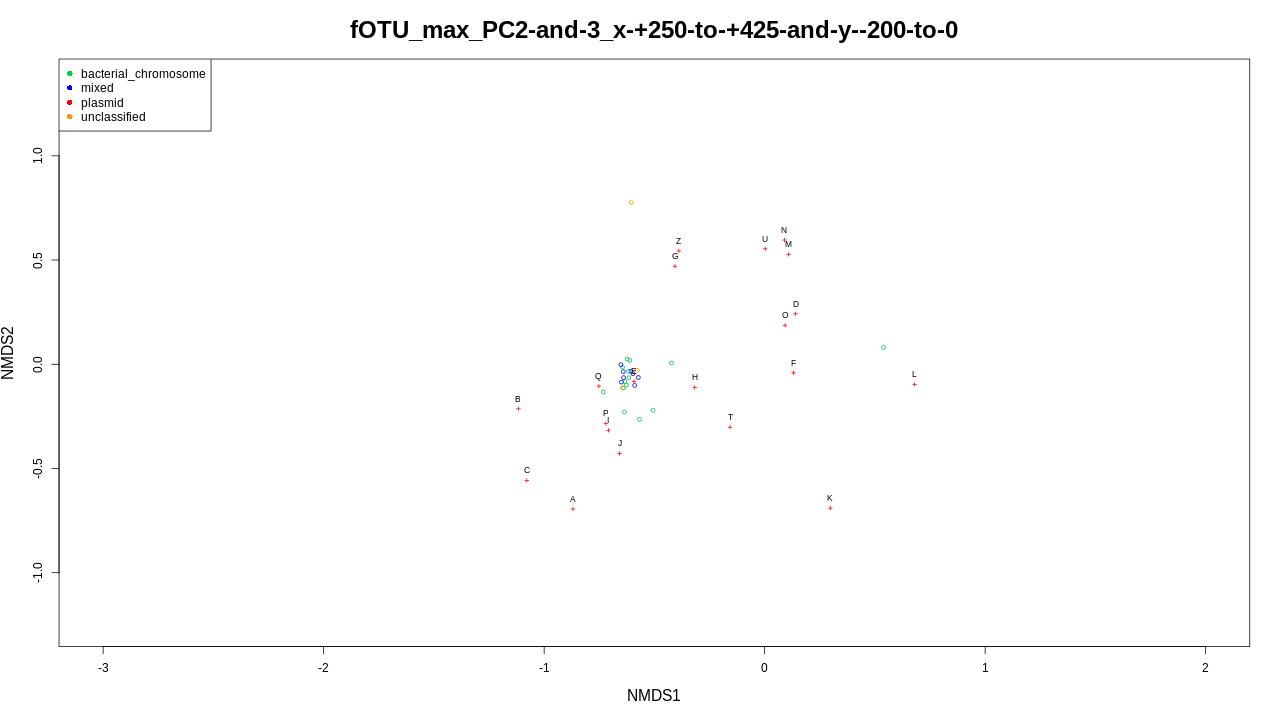 fOTU_max_PC2-and-3_x-+250-to-+425-and-y--200-to-0
bacterial_chromosome
mixed
plasmid
unclassified
1.0
0.5
0.0
-0.5
-1.0
NMDS2
N
U
M
Z
G
D
O
F
L
E
Q
H
B
P
I
T
J
C
A
K
-3
-2
-1
0
1
2
NMDS1